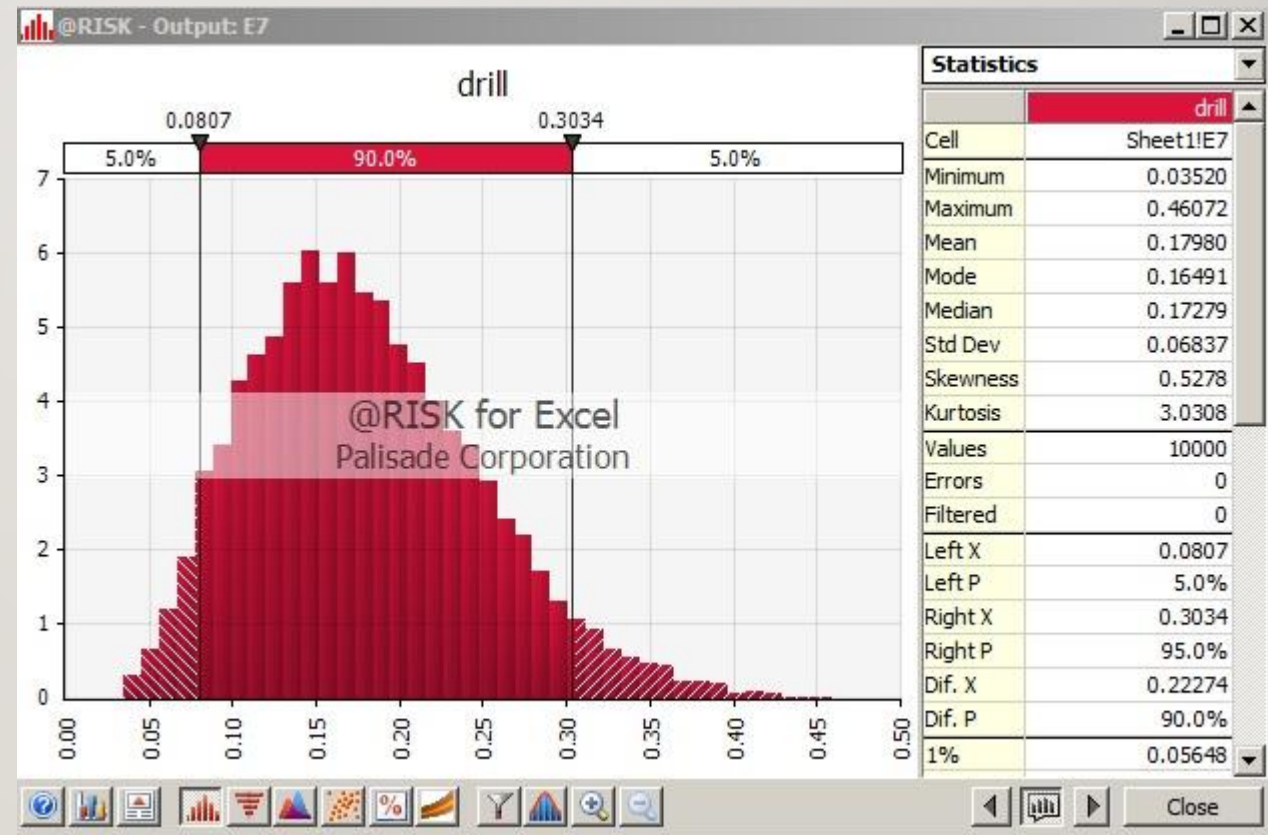 @RISK - Output: E7
drill
0.0807 0.3034
5.0% 90.0% 5.0%
7
6
5
4
3
2
1
0
@RISK for Excel
Palisade Corporation
0.00 0.05 0.10 0.15 0.20 0.25 0.30 0.35 0.40 0.45 0.50
Statistics
drill
Cell Sheet1!E7
Minimum 0.03520
Maximum 0.46072
Mean 0.17980
Mode 0.16491
Median 0.17279
Std Dev 0.06837
Skewness 0.5278
Kurtosis 3.0308
Values 10000
Errors 0
Filtered 0
Left X 0.0807
Left P 5.0%
Right X 0.3034
Right P 95.0%
Dif. X 0.22274
Dif. P 90.0%
1% 0.05648
? %
Close